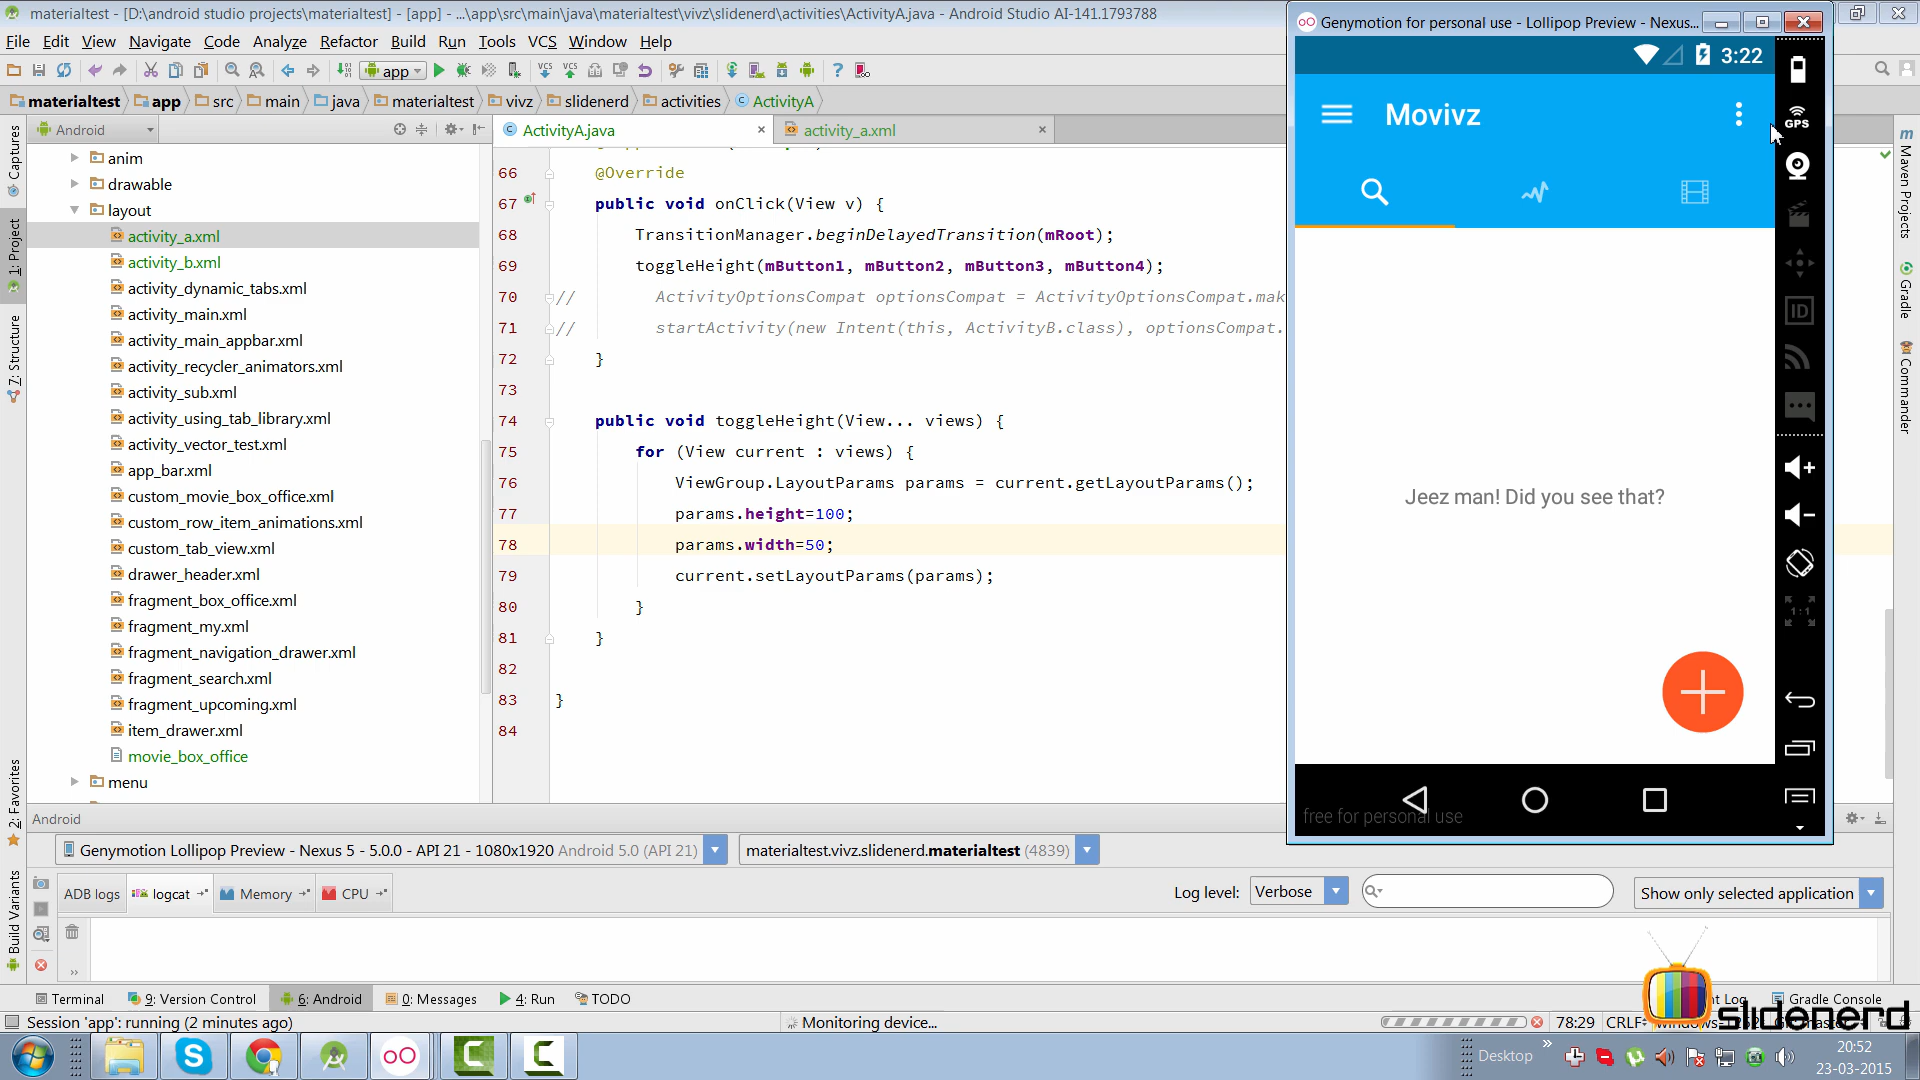 materialtest - [D:\android studio projects\materialtest] - [app] - ...\app\src\main\java\materialtest\vivz\slidenerd\activities\ActivityA.java - Android Studio AI-141.1793788
File Edit View Navigate Code Analyze Refactor Build Run Tools VCS Window Help
app
materialtest app src main java materialtest vivz slidenerd activities ActivityA
Android
ActivityA.java
activity_a.xml
Captures
1: Project
7: Structure
2: Favorites
Build Variants
anim
drawable
layout
activity_a.xml
activity_b.xml
activity_dynamic_tabs.xml
activity_main.xml
activity_main_appbar.xml
activity_recycler_animators.xml
activity_sub.xml
activity_using_tab_library.xml
activity_vector_test.xml
app_bar.xml
custom_movie_box_office.xml
custom_row_item_animations.xml
custom_tab_view.xml
drawer_header.xml
fragment_box_office.xml
fragment_my.xml
fragment_navigation_drawer.xml
fragment_search.xml
fragment_upcoming.xml
item_drawer.xml
movie_box_office
menu
66 @Override
67 public void onClick(View v) {
68 TransitionManager.beginDelayedTransition(mRoot);
69 toggleHeight(mButton1, mButton2, mButton3, mButton4);
70 // ActivityOptionsCompat optionsCompat = ActivityOptionsCompat.mak
71 // startActivity(new Intent(this, ActivityB.class), optionsCompat.
72 }
73
74 public void toggleHeight(View... views) {
75 for (View current : views) {
76 ViewGroup.LayoutParams params = current.getLayoutParams();
77 params.height=100;
78 params.width=50;
79 current.setLayoutParams(params);
80 }
81 }
82
83 }
84
Genymotion for personal use - Lollipop Preview - Nexus...
3:22
Movivz
Jeez man! Did you see that?
free for personal use
GPS
ID
1:1
Maven Projects
Gradle
Commander
Android
Genymotion Lollipop Preview - Nexus 5 - 5.0.0 - API 21 - 1080x1920 Android 5.0 (API 21)
materialtest.vivz.slidenerd.materialtest (4839)
ADB logs logcat Memory CPU
Log level: Verbose
Show only selected application
Terminal 9: Version Control 6: Android 0: Messages 4: Run TODO
Gradle Console
Session 'app': running (2 minutes ago)
Monitoring device...
78:29 CRLF
slidenerd
Desktop
20:52
23-03-2015